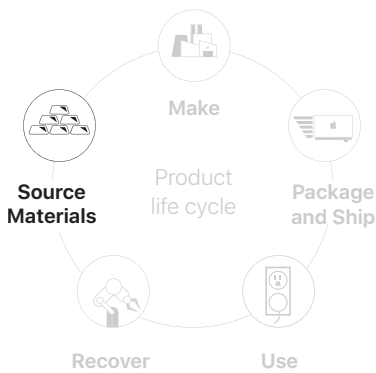 Make
Source
Materials
Product
life cycle
Package
and Ship
Recover
Use